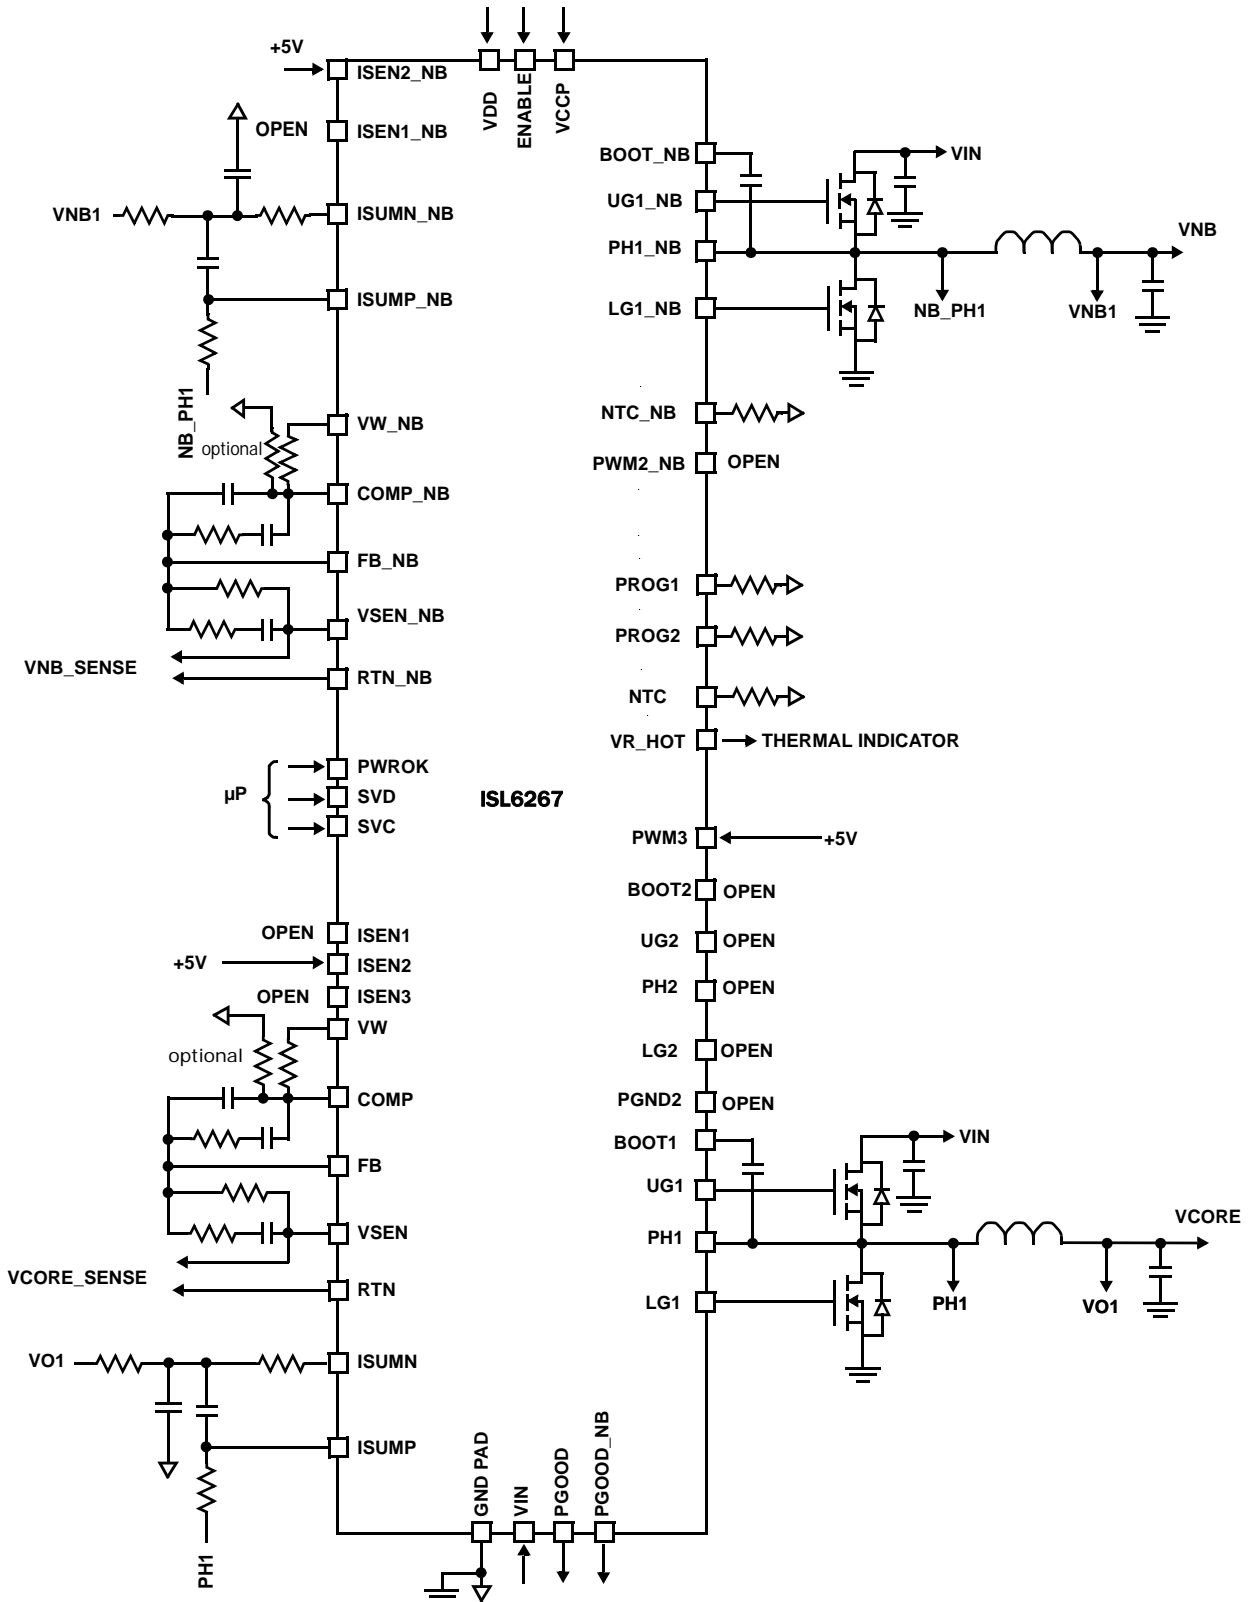 +5V
ISEN2_NB
VDD
ENABLE
VCCP
OPEN
ISEN1_NB
BOOT_NB
VIN
VNB1
ISUMN_NB
UG1_NB
PH1_NB
VNB
ISUMP_NB
LG1_NB
NB_PH1
VNB1
NB_PH1
optional
VW_NB
NTC_NB
PWM2_NB
OPEN
COMP_NB
FB_NB
PROG1
VSEN_NB
PROG2
VNB_SENSE
RTN_NB
NTC
VR_HOT
THERMAL INDICATOR
µP
PWROK
SVD
SVC
ISL6267
PWM3
+5V
BOOT2
OPEN
OPEN
ISEN1
UG2
OPEN
+5V
ISEN2
PH2
OPEN
OPEN
ISEN3
VW
optional
LG2
OPEN
COMP
PGND2
OPEN
BOOT1
VIN
FB
UG1
VSEN
PH1
VCORE
VCORE_SENSE
RTN
LG1
PH1
VO1
VO1
ISUMN
ISUMP
PH1
GND PAD
VIN
PGOOD
PGOOD_NB